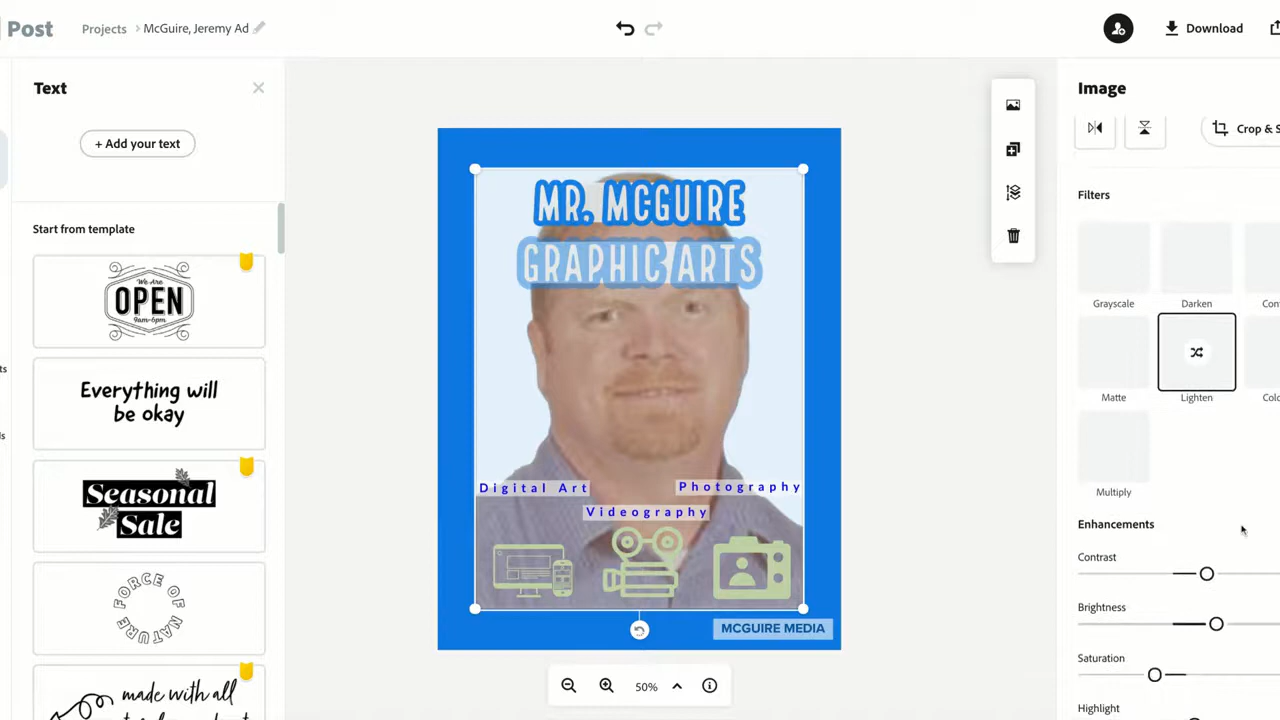 Post
Projects > McGuire, Jeremy Ad
Download
Text
+ Add your text
Start from template
We Are
OPEN
9am-6pm
Everything will
be okay
Seasonal
Sale
FORCE OF NATURE
made with all
MR. MCGUIRE
GRAPHIC ARTS
Digital Art
Photography
Videography
MCGUIRE MEDIA
50%
Image
Crop & S
Filters
Grayscale
Darken
Matte
Lighten
Multiply
Enhancements
Contrast
Brightness
Saturation
Highlight